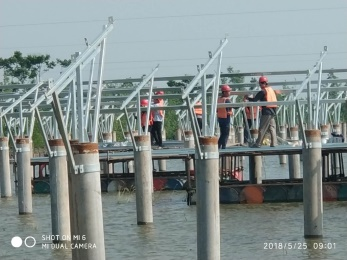 SHOT ON MI 6
MI DUAL CAMERA
2018/5/25 09:01